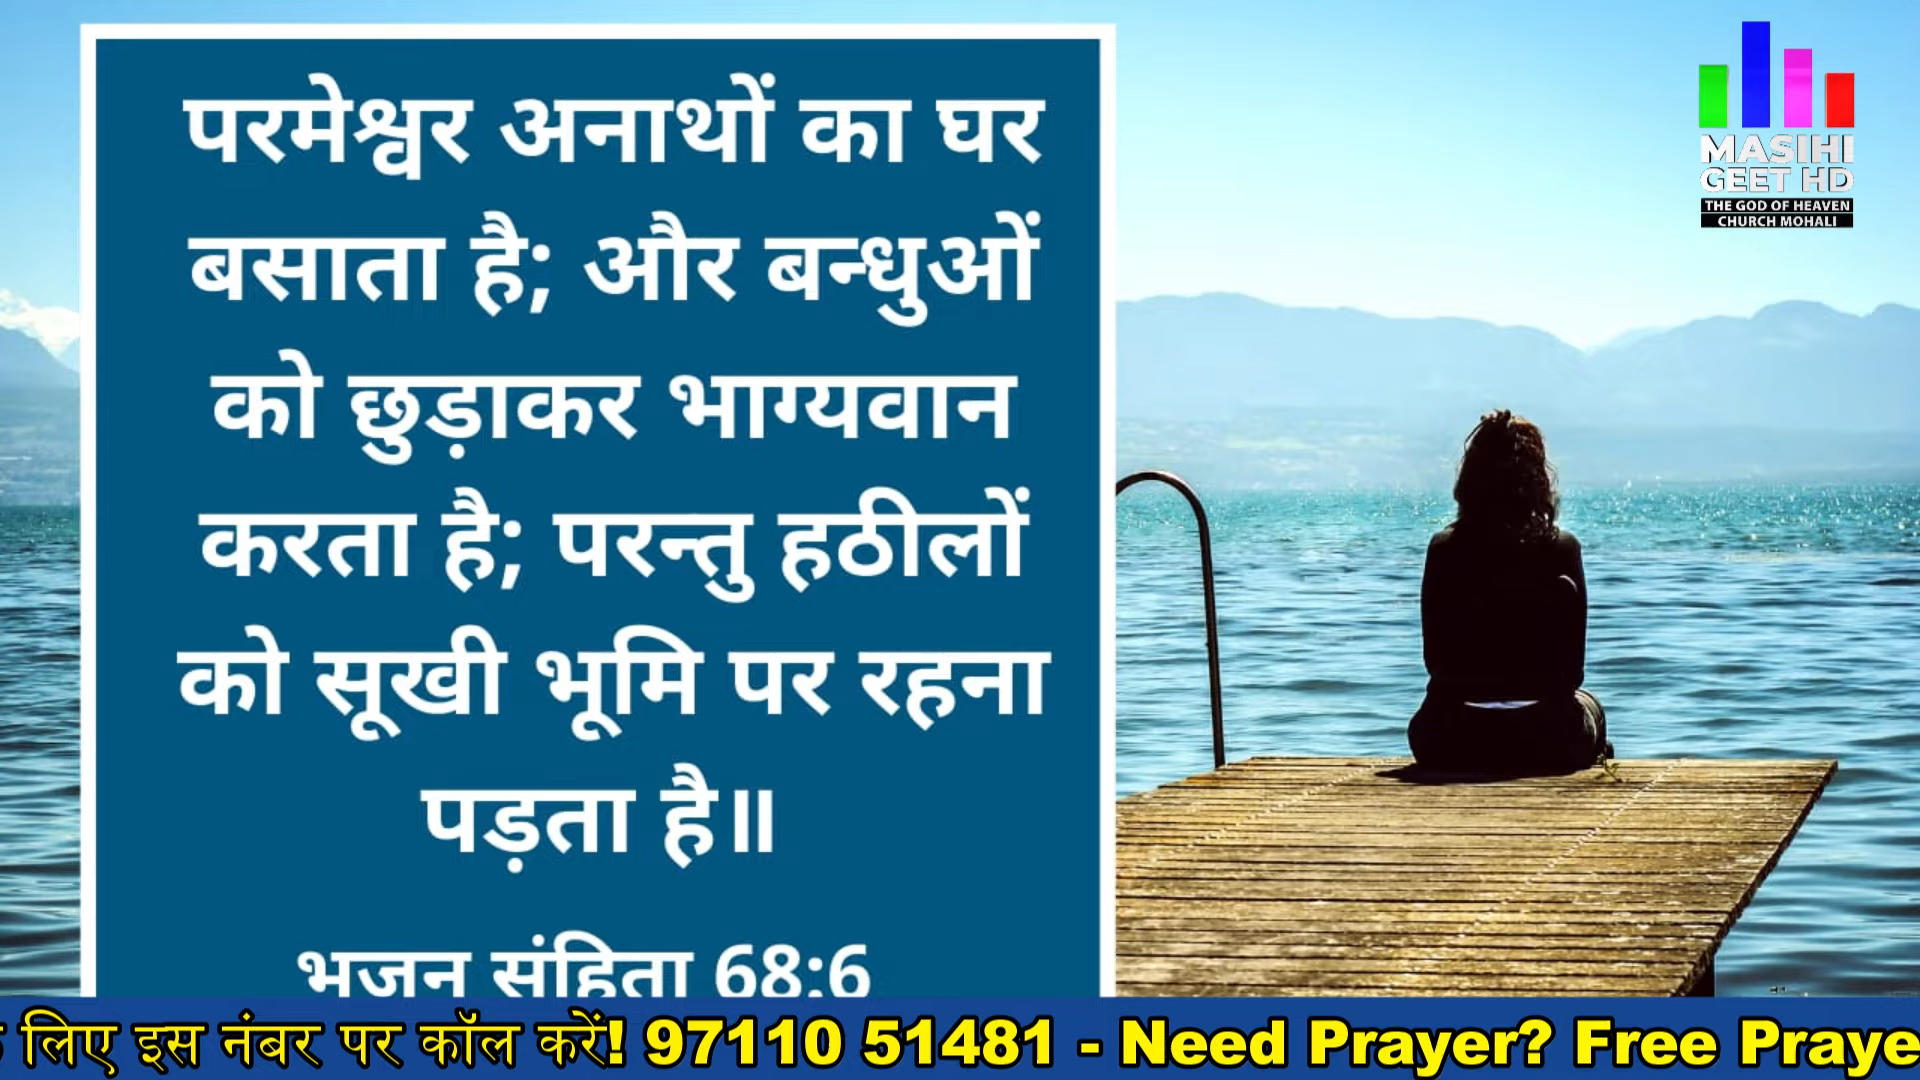 परमेश्वर अनाथों का घर
बसाता है; और बन्धुओं
को छुड़ाकर भाग्यवान
करता है; परन्तु हठीलों
को सूखी भूमि पर रहना
पड़ता है॥
भजन संहिता 68:6
MASIHI
GEET HD
THE GOD OF HEAVEN
CHURCH MOHALI
लिए इस नंबर पर कॉल करें! 97110 51481 - Need Prayer? Free